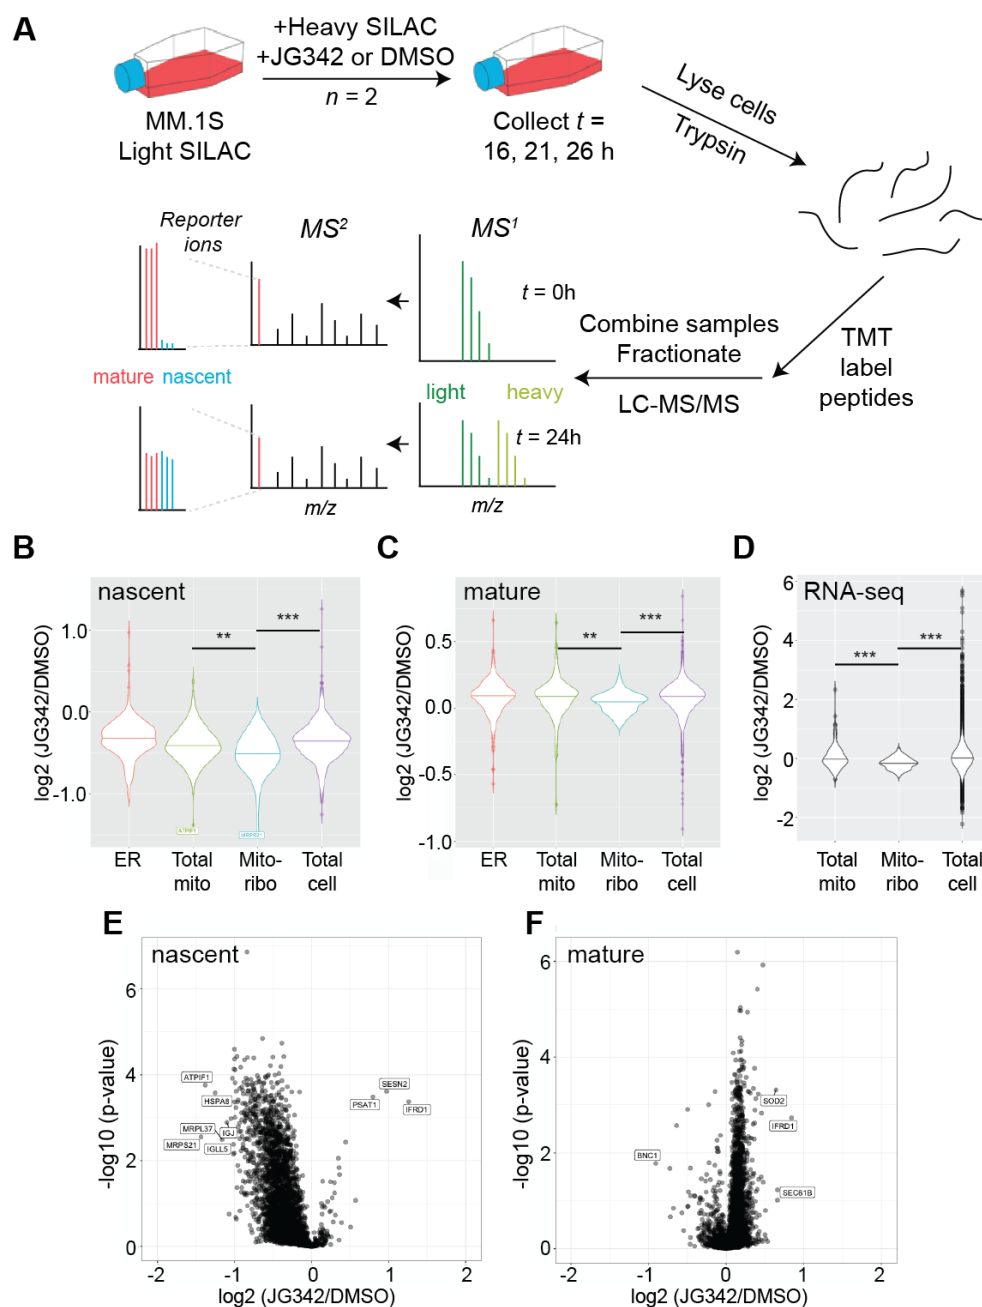 A
+Heavy SILAC
+JG342 or DMSO
n = 2
MM.1S
Light SILAC
Collect t =
16, 21, 26 h
Lyse cells
Trypsin
Reporter
ions
MS²
MS¹
t = 0h
Combine samples
Fractionate
LC-MS/MS
TMT
label
peptides
mature nascent
light heavy
t = 24h
m/z
m/z
B
nascent
log2 (JG342/DMSO)
1.0
0.0
-1.0
**
***
ATPIF1
MRPS21
ER
Total
mito
Mito-
ribo
Total
cell
C
mature
log2 (JG342/DMSO)
0.5
0.0
-0.5
-1.0
**
***
ER
Total
mito
Mito-
ribo
Total
cell
D
RNA-seq
log2 (JG342/DMSO)
6
4
2
0
-2
***
***
Total
mito
Mito-
ribo
Total
cell
E
nascent
-log10 (p-value)
6
4
2
0
ATPIF1
HSPA8
MRPL37
IGJ
MRPS21
IGLL5
SESN2
PSAT1
IFRD1
-2 -1 0 1 2
log2 (JG342/DMSO)
F
mature
-log10 (p-value)
6
4
2
0
SOD2
IFRD1
BNC1
SEC61B
-2 -1 0 1 2
log2 (JG342/DMSO)